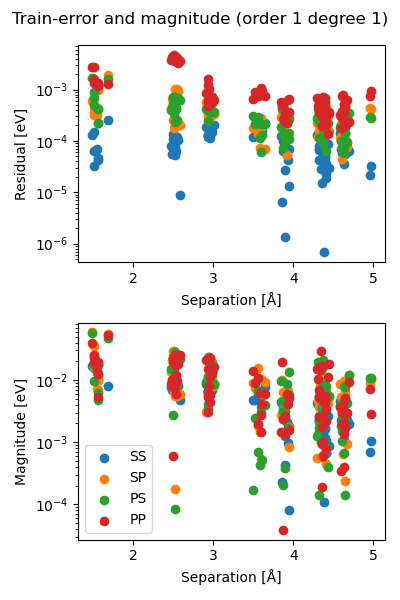 Train-error and magnitude (order 1 degree 1)
Residual [eV]
10⁻³
10⁻⁴
10⁻⁵
10⁻⁶
2
3
4
5
Separation [Å]
Magnitude [eV]
10⁻²
10⁻³
10⁻⁴
SS
SP
PS
PP
2
3
4
5
Separation [Å]